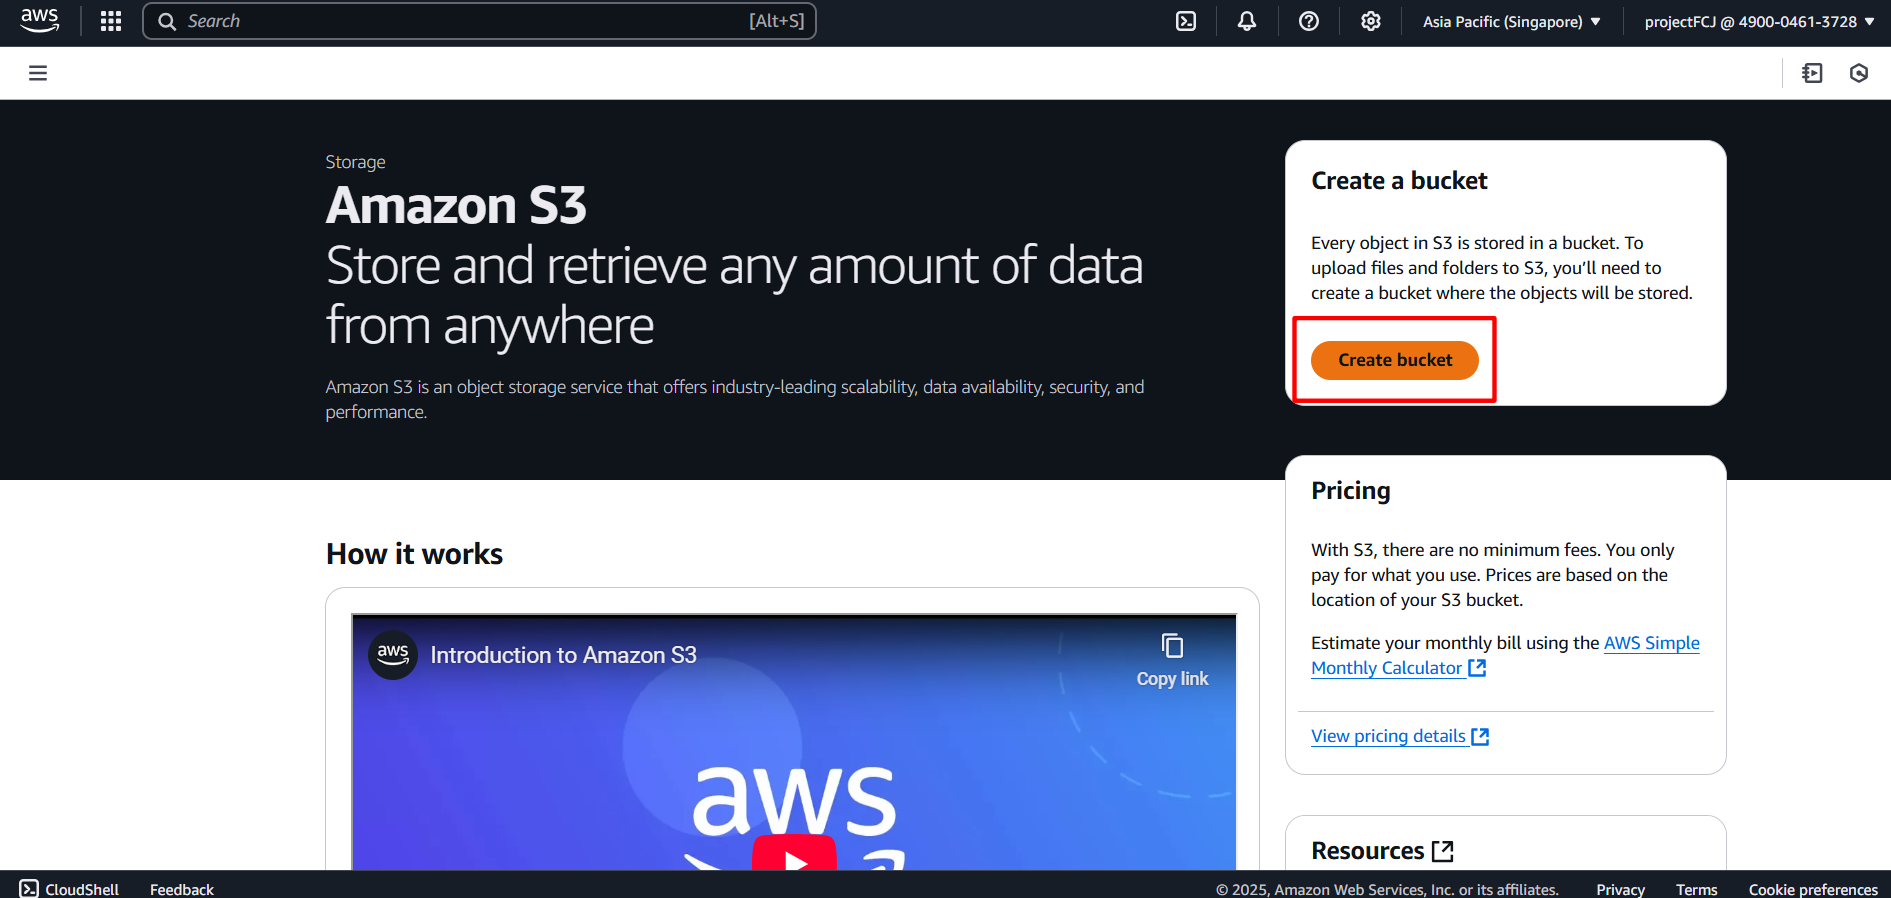 aws
Search
[Alt+S]
Asia Pacific (Singapore)
projectFCJ @ 4900-0461-3728
Storage
Amazon S3
Store and retrieve any amount of data
from anywhere
Amazon S3 is an object storage service that offers industry-leading scalability, data availability, security, and
performance.
Create a bucket
Every object in S3 is stored in a bucket. To
upload files and folders to S3, you’ll need to
create a bucket where the objects will be stored.
Create bucket
Pricing
With S3, there are no minimum fees. You only
pay for what you use. Prices are based on the
location of your S3 bucket.
Estimate your monthly bill using the AWS Simple
Monthly Calculator
View pricing details
Resources
How it works
aws
Introduction to Amazon S3
Copy link
aws
CloudShell
Feedback
© 2025, Amazon Web Services, Inc. or its affiliates.
Privacy
Terms
Cookie preferences